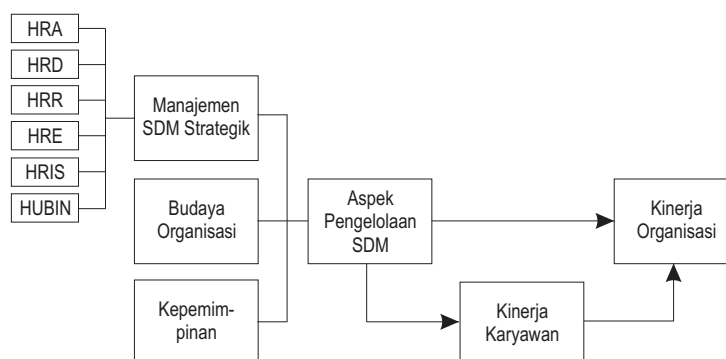 HRA
HRD
HRR
HRE
HRIS
HUBIN
Manajemen
SDM Strategik
Budaya
Organisasi
Kepemim-
pinan
Aspek
Pengelolaan
SDM
Kinerja
Karyawan
Kinerja
Organisasi